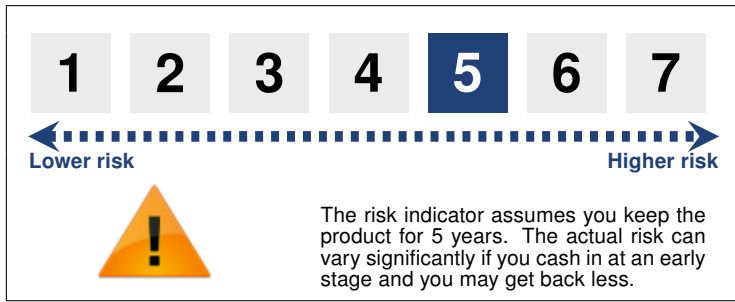 1 2 3 4 5 6 7
Lower risk Higher risk
!
The risk indicator assumes you keep the
product for 5 years. The actual risk can
vary significantly if you cash in at an early
stage and you may get back less.